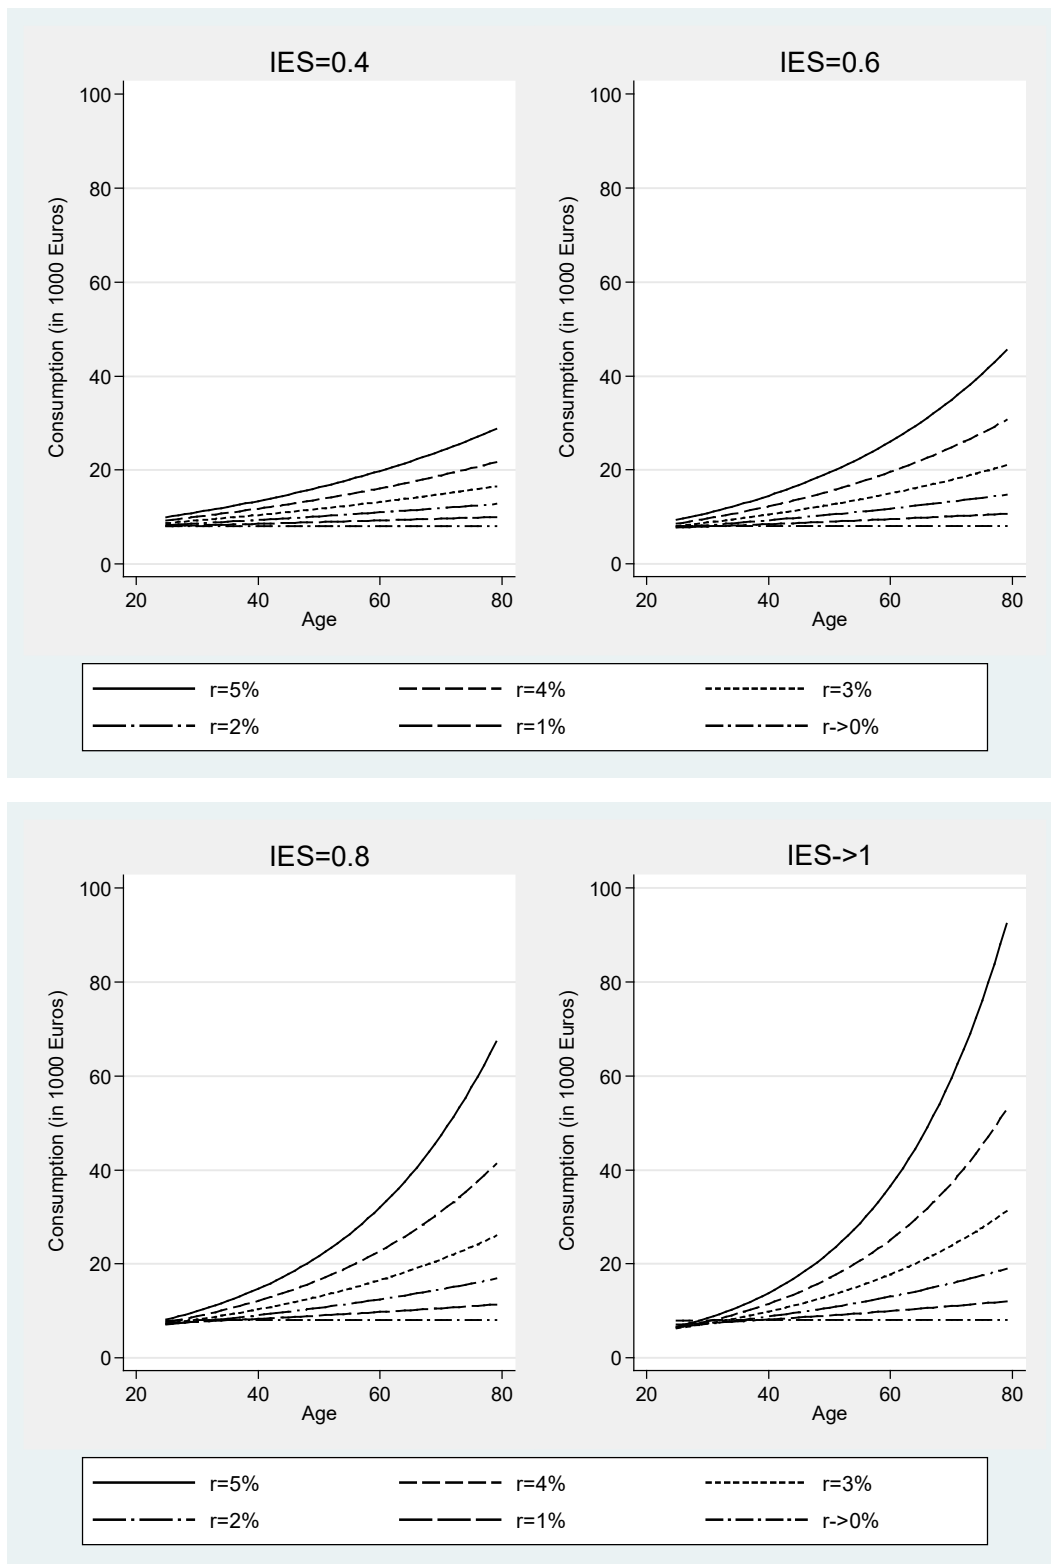 IES=0.4
IES=0.6
Consumption (in 1000 Euros)
100
80
60
40
20
0
20 40 60 80
Age
Consumption (in 1000 Euros)
100
80
60
40
20
0
20 40 60 80
Age
r=5% r=4% r=3%
r=2% r=1% r->0%
IES=0.8
IES->1
Consumption (in 1000 Euros)
100
80
60
40
20
0
20 40 60 80
Age
Consumption (in 1000 Euros)
100
80
60
40
20
0
20 40 60 80
Age
r=5% r=4% r=3%
r=2% r=1% r->0%